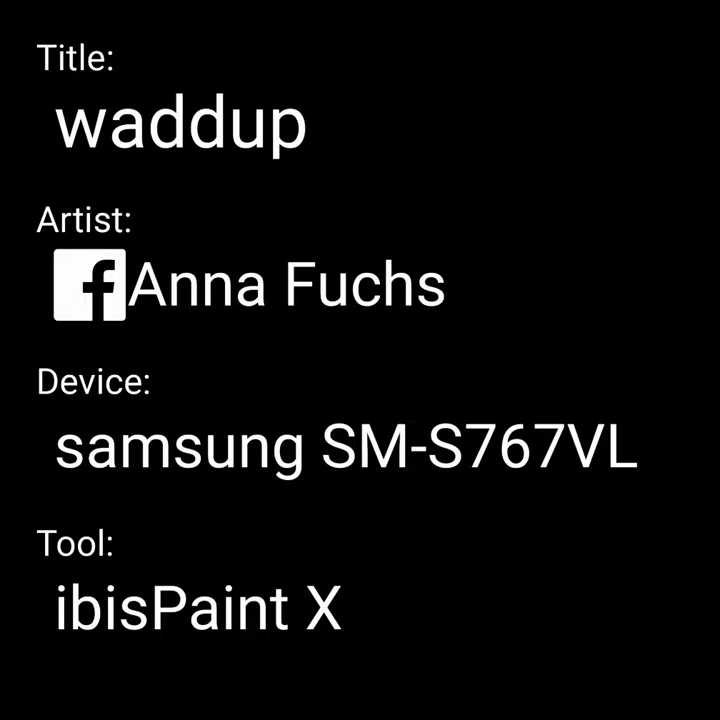 Title:
waddup
Artist:
Anna Fuchs
Device:
samsung SM-S767VL
Tool:
ibisPaint X